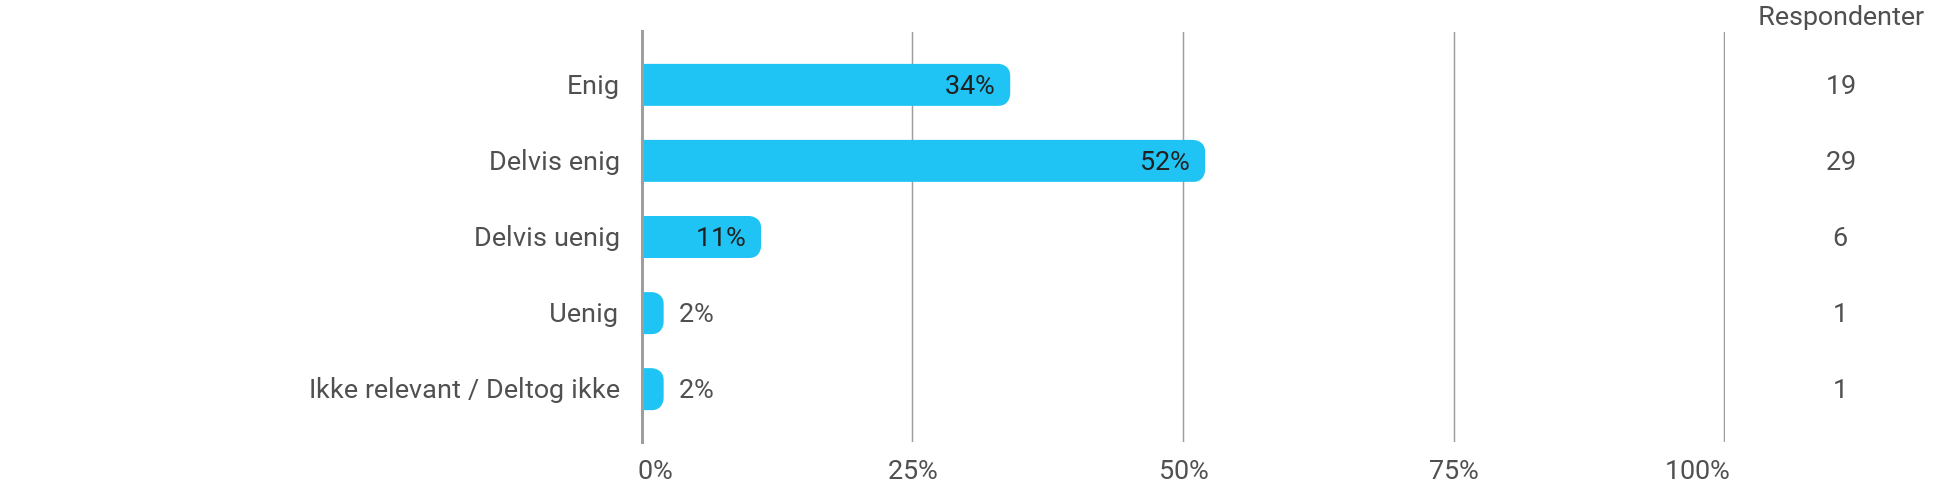 Respondenter
Enig 34% 19
Delvis enig 52% 29
Delvis uenig 11% 6
Uenig 2% 1
Ikke relevant / Deltog ikke 2% 1
0% 25% 50% 75% 100%